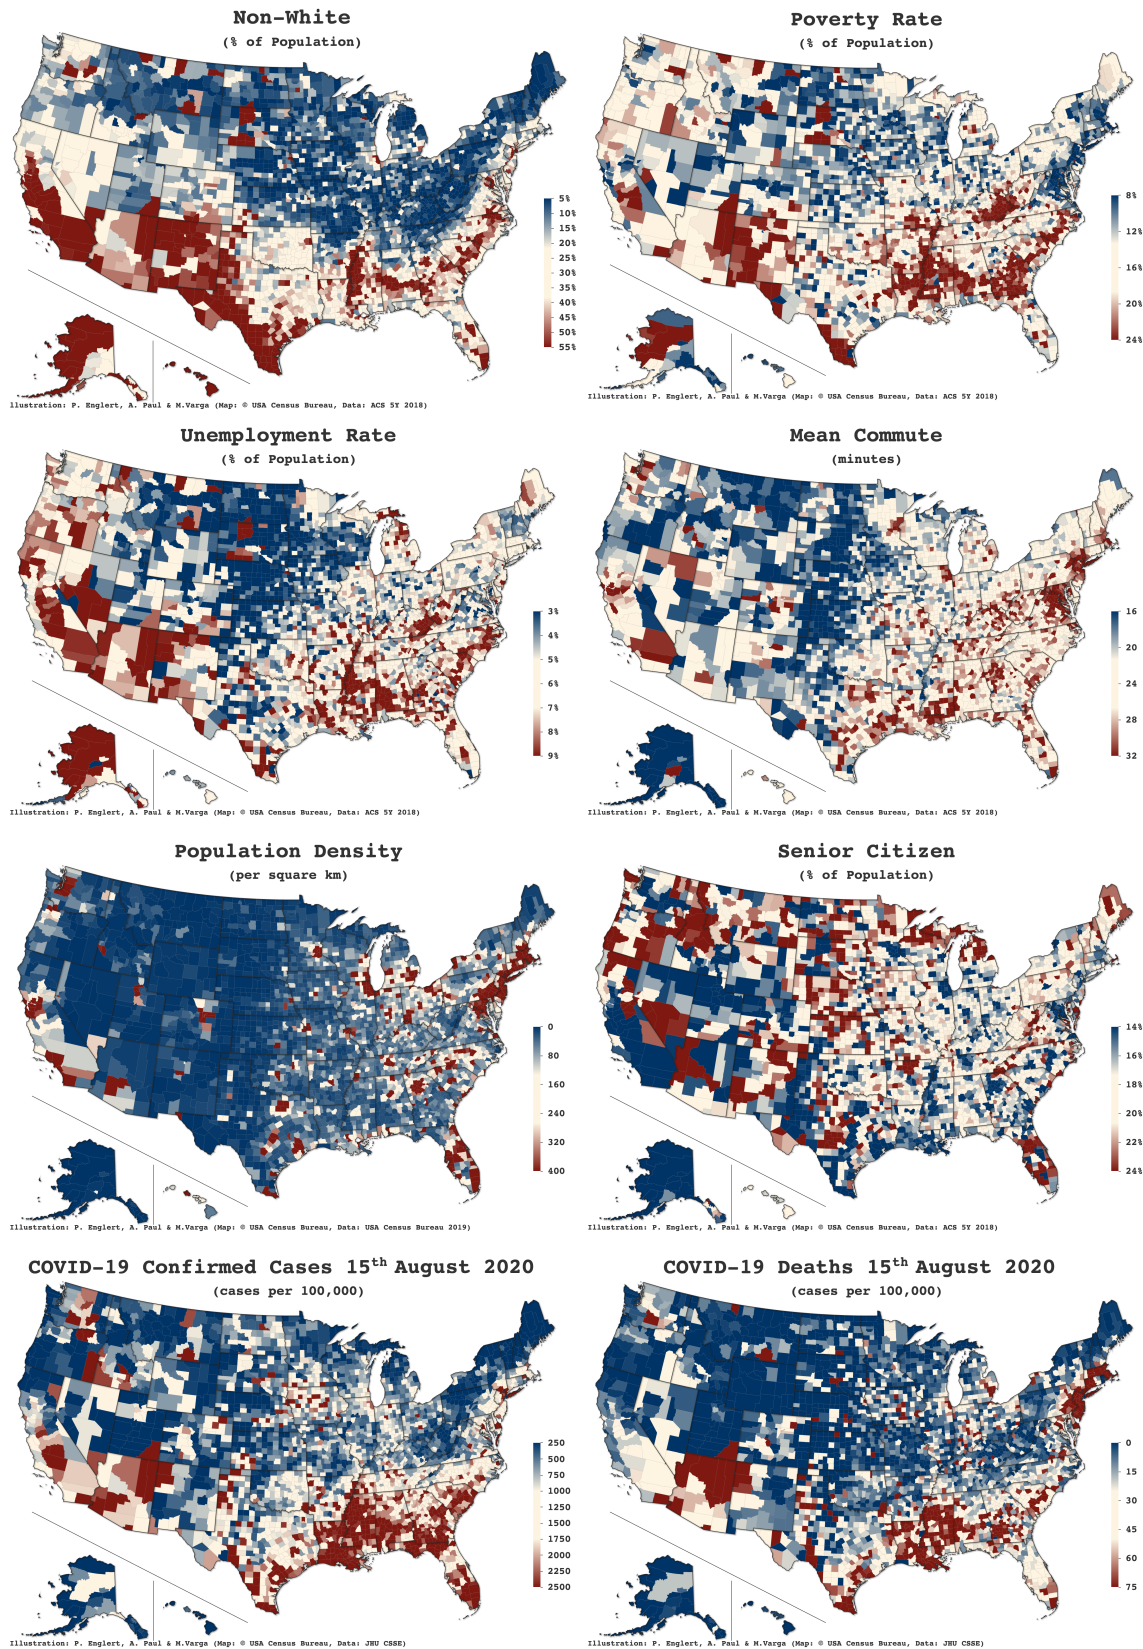 Non-White
(% of Population)
5%
10%
15%
20%
25%
30%
35%
40%
45%
50%
55%
llustration: P. Englert, A. Paul & M.Varga (Map: © USA Census Bureau, Data: ACS 5Y 2018)
Poverty Rate
(% of Population)
8%
12%
16%
20%
24%
Illustration: P. Englert, A. Paul & M.Varga (Map: © USA Census Bureau, Data: ACS 5Y 2018)
Unemployment Rate
(% of Population)
3%
4%
5%
6%
7%
8%
9%
Illustration: P. Englert, A. Paul & M.Varga (Map: © USA Census Bureau, Data: ACS 5Y 2018)
Mean Commute
(minutes)
16
20
24
28
32
Illustration: P. Englert, A. Paul & M.Varga (Map: © USA Census Bureau, Data: ACS 5Y 2018)
Population Density
(per square km)
0
80
160
240
320
400
Illustration: P. Englert, A. Paul & M.Varga (Map: © USA Census Bureau, Data: USA Census Bureau 2019)
Senior Citizen
(% of Population)
14%
16%
18%
20%
22%
24%
Illustration: P. Englert, A. Paul & M.Varga (Map: © USA Census Bureau, Data: ACS 5Y 2018)
COVID-19 Confirmed Cases 15th August 2020
(cases per 100,000)
250
500
750
1000
1250
1500
1750
2000
2250
2500
Illustration: P. Englert, A. Paul & M.Varga (Map: © USA Census Bureau, Data: JHU CSSE)
COVID-19 Deaths 15th August 2020
(cases per 100,000)
0
15
30
45
60
75
Illustration: P. Englert, A. Paul & M.Varga (Map: © USA Census Bureau, Data: JHU CSSE)